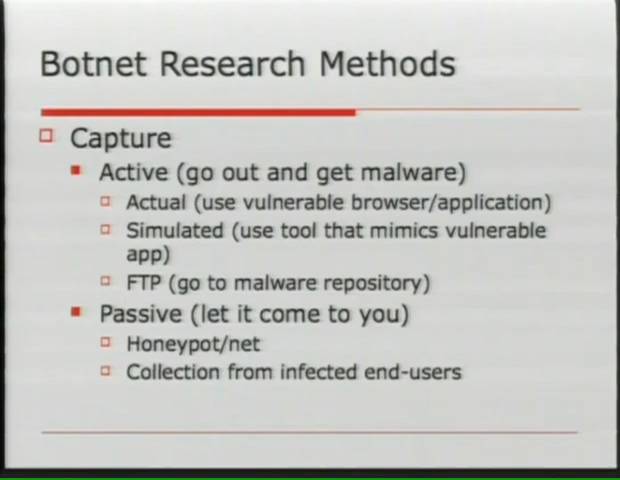 Botnet Research Methods
Capture
Active (go out and get malware)
Actual (use vulnerable browser/application)
Simulated (use tool that mimics vulnerable
app)
FTP (go to malware repository)
Passive (let it come to you)
Honeypot/net
Collection from infected end-users